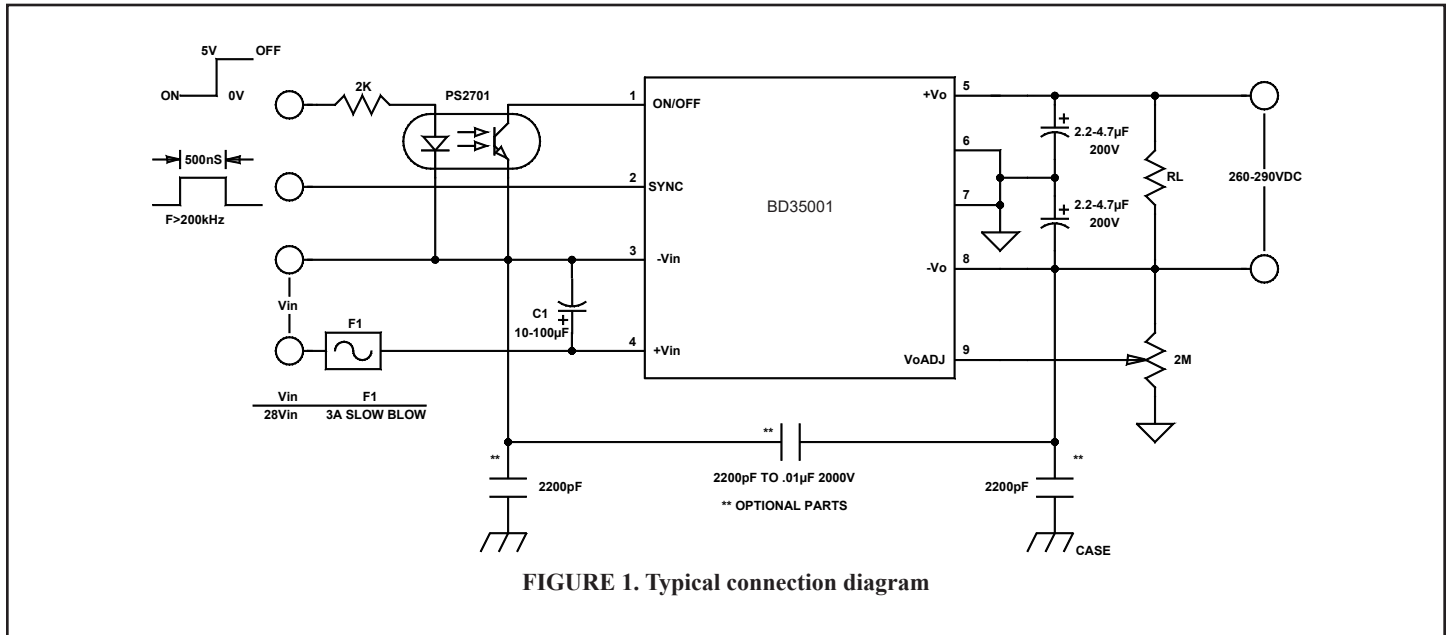 5V OFF
ON 0V
2K
PS2701
500nS
F>200kHz
Vin
F1
Vin F1
28Vin 3A SLOW BLOW
C1
+
10-100µF
1 ON/OFF
2 SYNC
3 -Vin
4 +Vin
BD35001
+Vo 5
6
7
-Vo 8
VoADJ 9
+ 2.2-4.7µF
200V
+ 2.2-4.7µF
200V
RL
260-290VDC
2M
**
2200pF
**
2200pF TO .01µF 2000V
** OPTIONAL PARTS
**
2200pF
CASE
FIGURE 1. Typical connection diagram